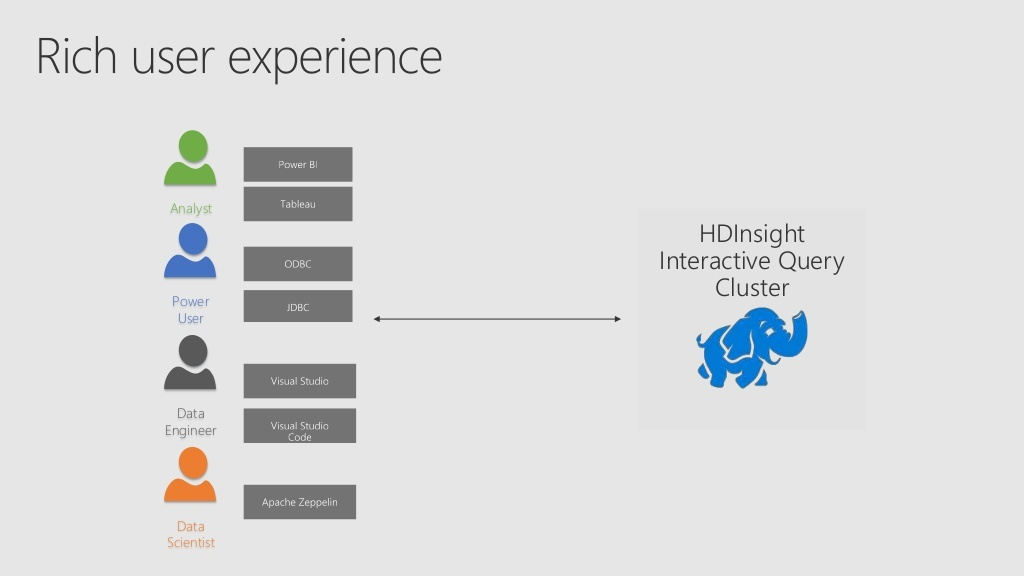 Rich user experience
Analyst
Power BI
Tableau
Power
User
ODBC
JDBC
Data
Engineer
Visual Studio
Visual Studio
Code
Data
Scientist
Apache Zeppelin
HDInsight
Interactive Query
Cluster